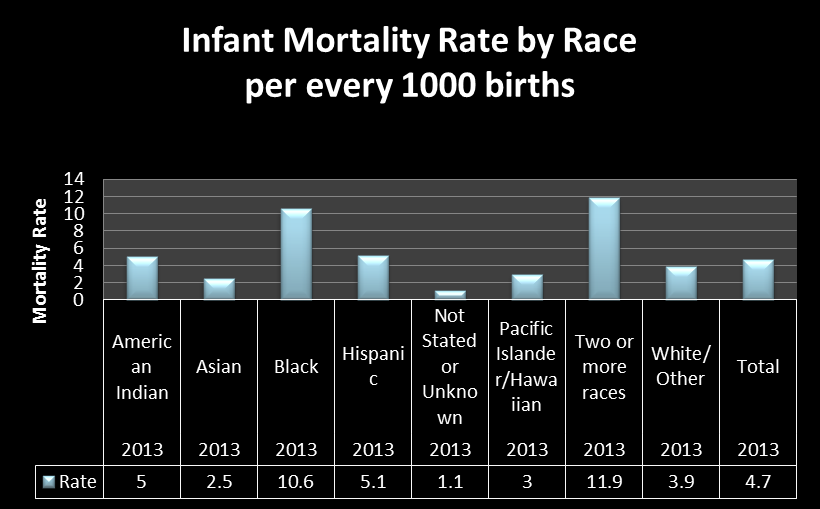 Infant Mortality Rate by Race
per every 1000 births
Mortality Rate
14
12
10
8
6
4
2
0
Americ
an
Indian
Asian
Black
Hispani
c
Not
Stated
or
Unkno
wn
Pacific
Islande
r/Hawa
iian
Two or
more
races
White/
Other
Total
2013 2013 2013 2013 2013 2013 2013 2013 2013
Rate 5 2.5 10.6 5.1 1.1 3 11.9 3.9 4.7